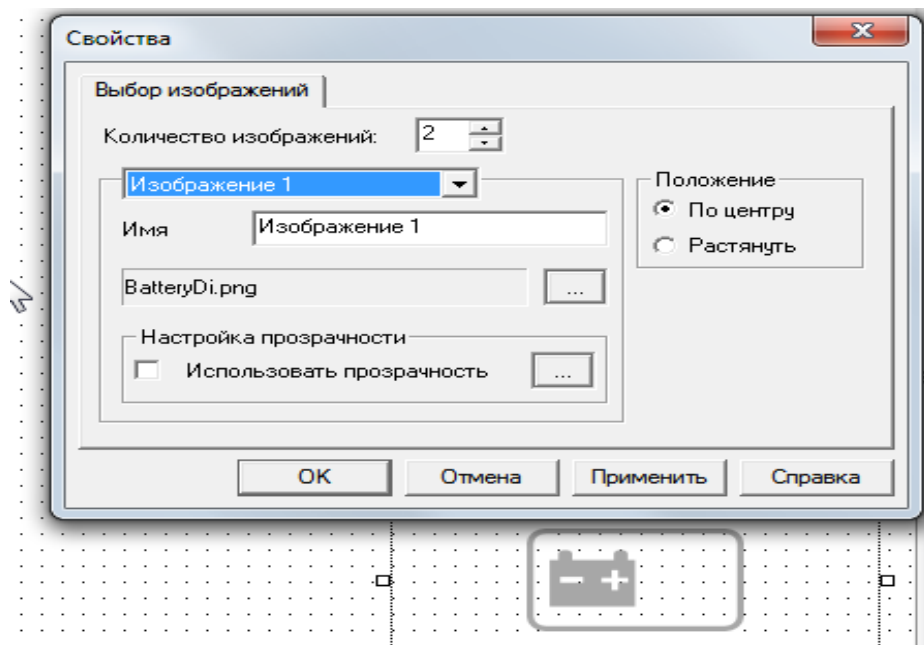 Свойства
Выбор изображений
Количество изображений: 2
Изображение 1
Имя Изображение 1
BatteryDi.png ...
Настройка прозрачности
Использовать прозрачность ...
Положение
По центру
Растянуть
OK Отмена Применить Справка